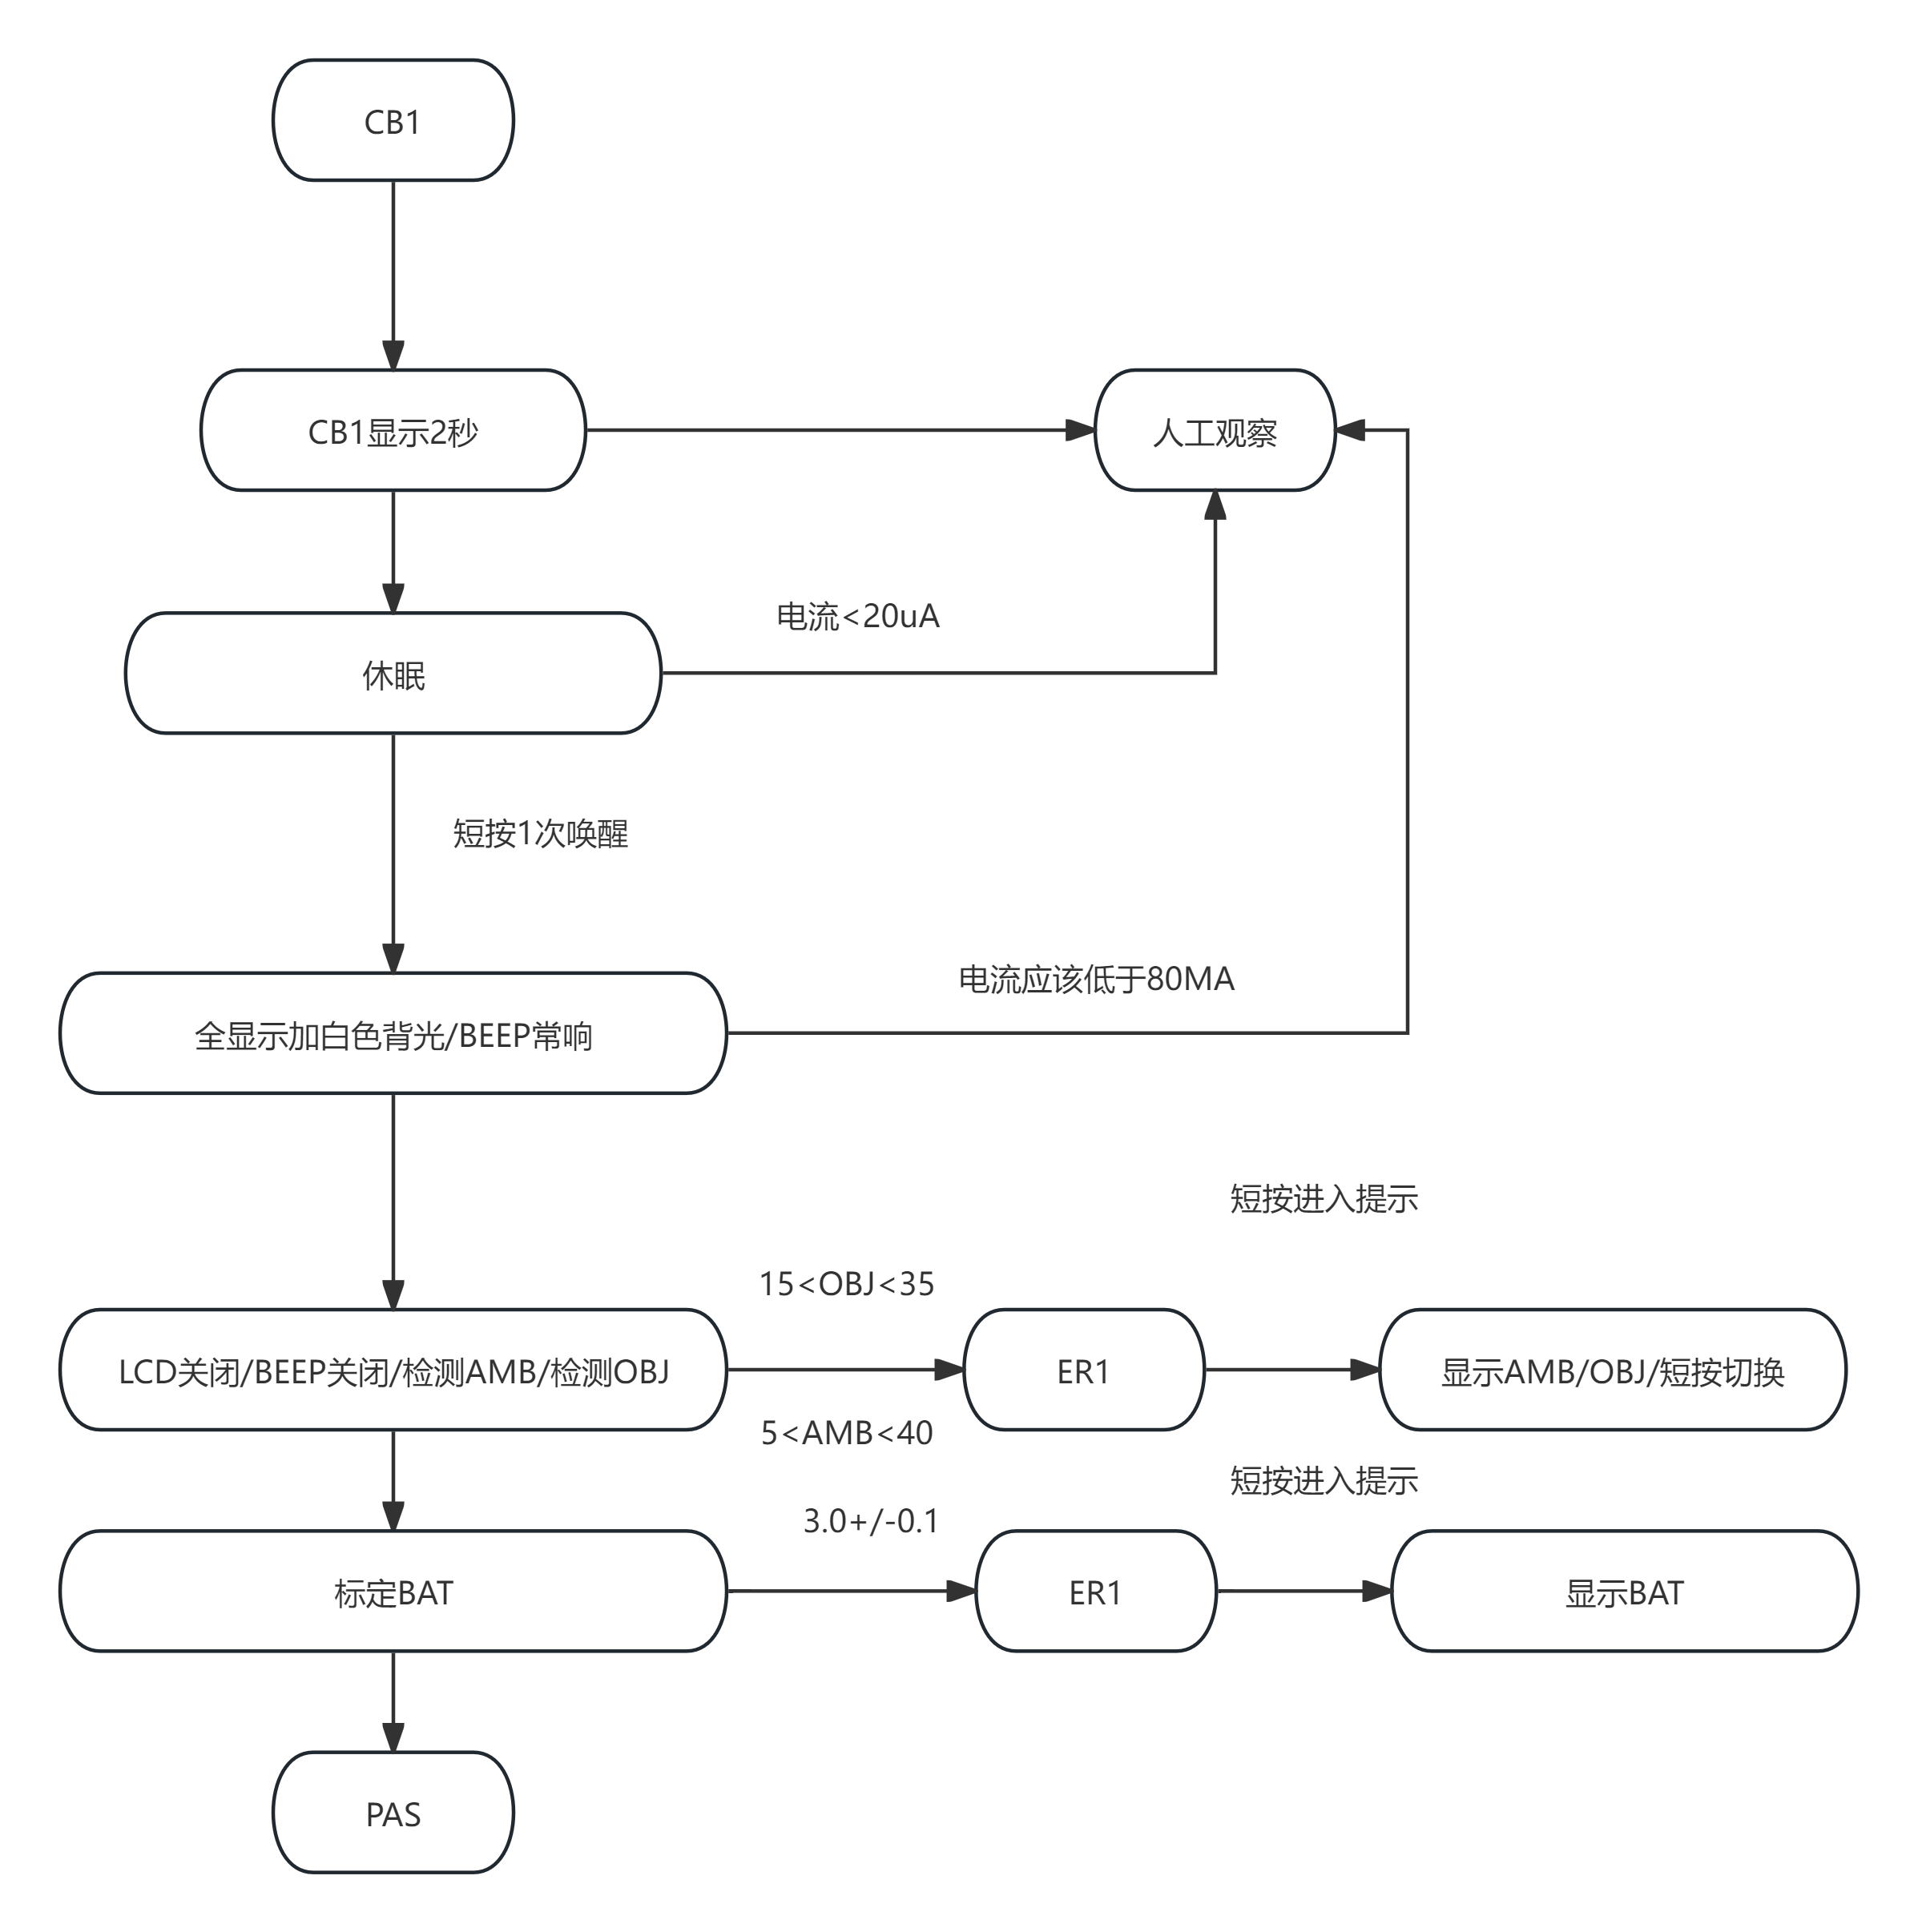 CB1
CB1显示2秒
人工观察
电流<20uA
休眠
短按1次唤醒
电流应该低于80MA
全显示加白色背光/BEEP常响
短按进入提示
15<OBJ<35
LCD关闭/BEEP关闭/检测AMB/检测OBJ
ER1
显示AMB/OBJ/短按切换
5<AMB<40
短按进入提示
3.0+/-0.1
标定BAT
ER1
显示BAT
PAS